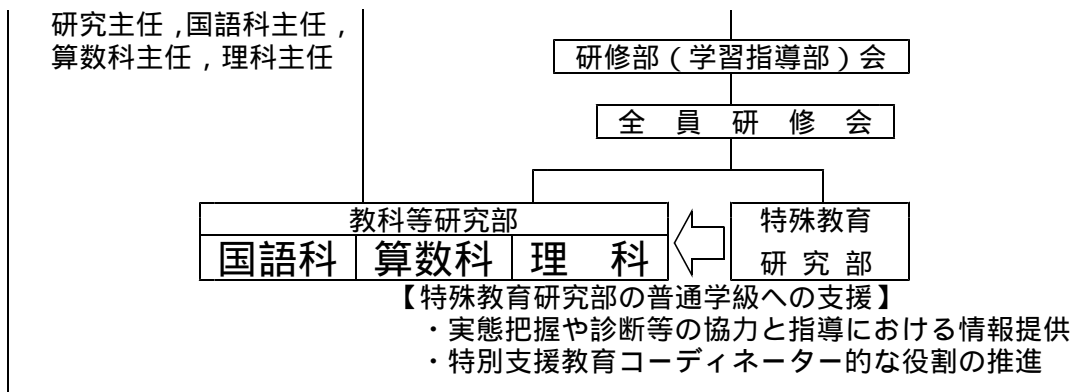 研究主任，国語科主任，
算数科主任，理科主任
研修部（学習指導部）会
全　員　研　修　会
教科等研究部
国語科　算数科　理　科
特殊教育
研 究 部
【特殊教育研究部の普通学級への支援】
・実態把握や診断等の協力と指導における情報提供
・特別支援教育コーディネーター的な役割の推進